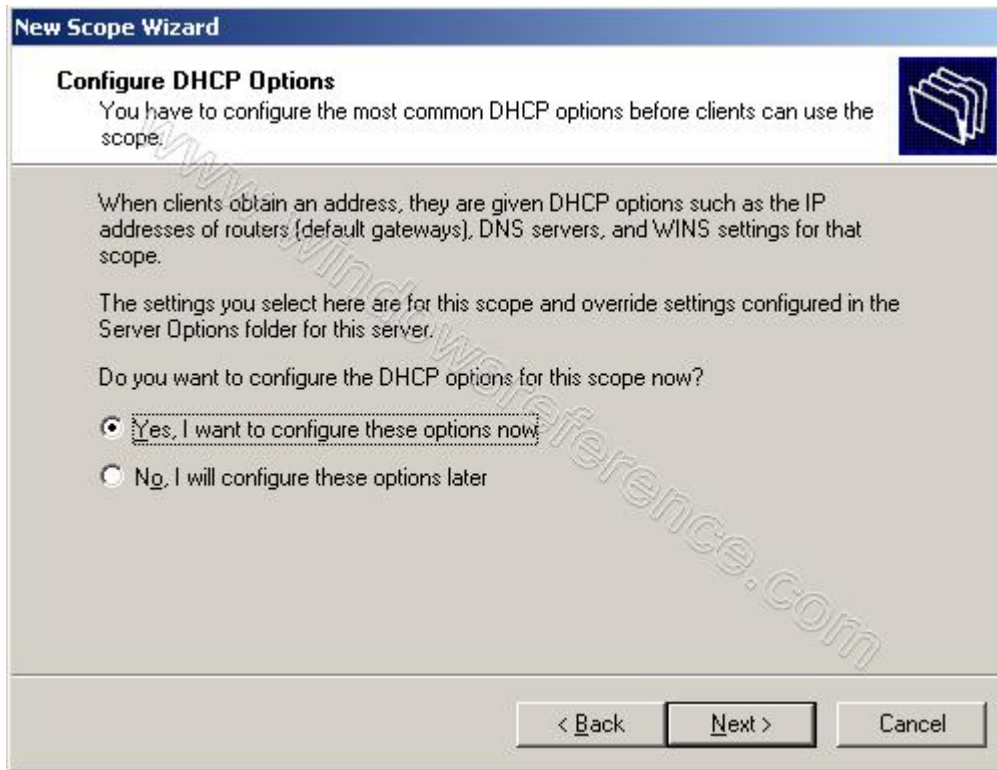 New Scope Wizard
Configure DHCP Options
You have to configure the most common DHCP options before clients can use the
scope.
When clients obtain an address, they are given DHCP options such as the IP
addresses of routers (default gateways), DNS servers, and WINS settings for that
scope.
The settings you select here are for this scope and override settings configured in the
Server Options folder for this server.
Do you want to configure the DHCP options for this scope now?
Yes, I want to configure these options now
No, I will configure these options later
< Back
Next >
Cancel
www.windowsreference.com